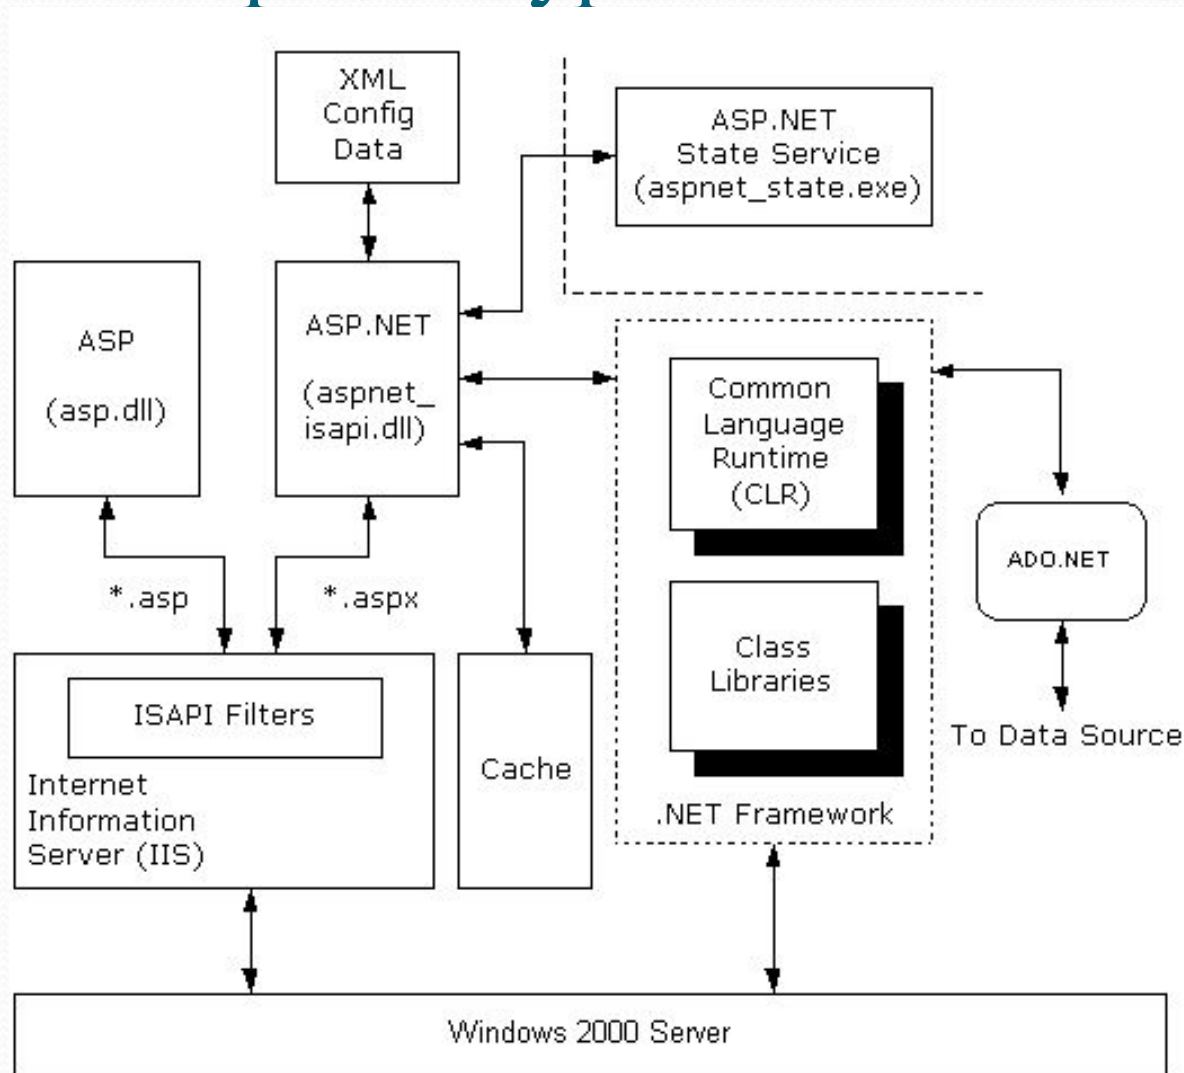 XML
Config
Data
ASP.NET
State Service
(aspnet_state.exe)
ASP
(asp.dll)
ASP.NET
(aspnet_
isapi.dll)
Common
Language
Runtime
(CLR)
ADO.NET
*.asp
*.aspx
Class
Libraries
ISAPI Filters
To Data Source
Cache
Internet
Information
Server (IIS)
.NET Framework
Windows 2000 Server